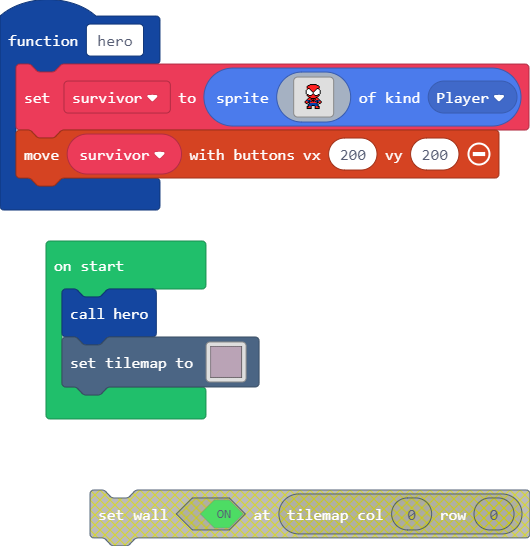 function hero
set survivor to sprite of kind Player
move survivor with buttons vx 200 vy 200
on start
call hero
set tilemap to
set wall ON at tilemap col 0 row 0